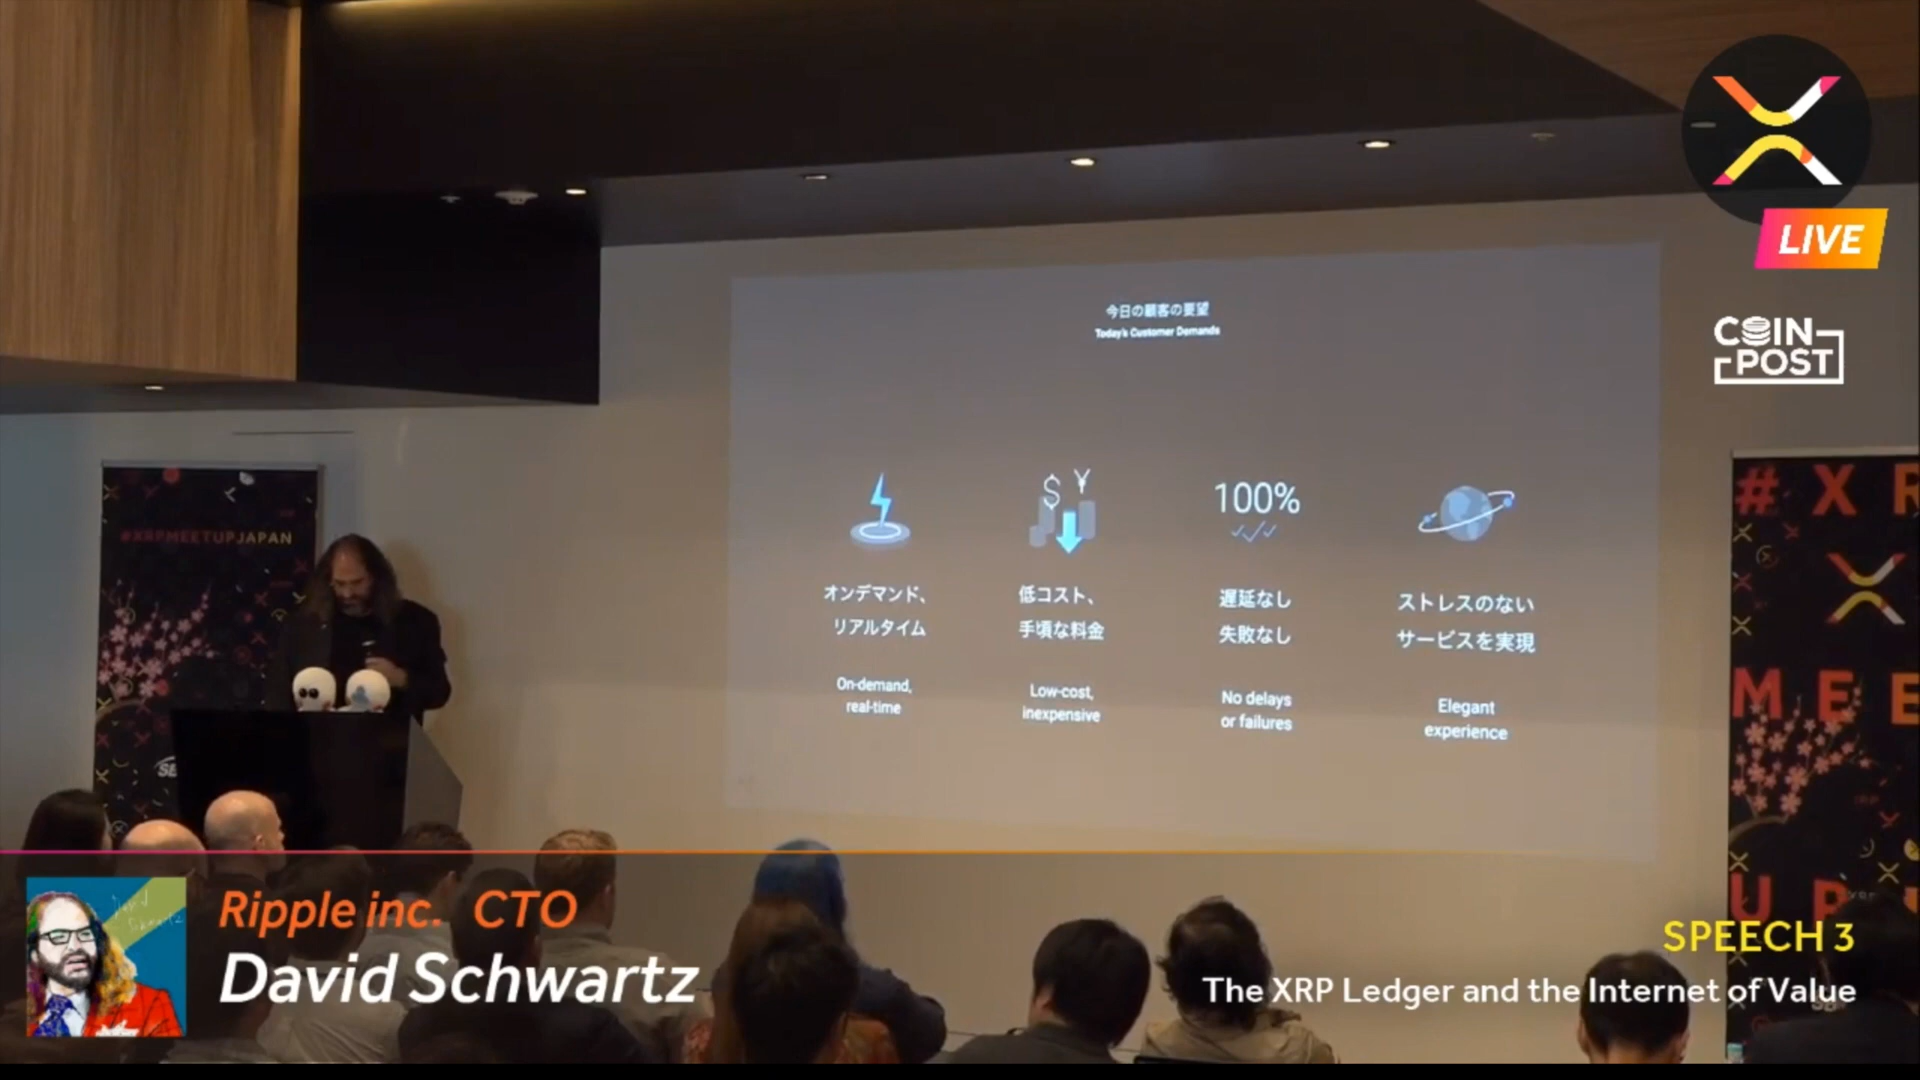 LIVE
COIN
POST
今日の顧客の要望
Today's Customer Demands
$ ¥
100%
オンデマンド、
リアルタイム
低コスト、
手頃な料金
遅延なし
失敗なし
ストレスのない
サービスを実現
On-demand,
real-time
Low-cost,
inexpensive
No delays
or failures
Elegant
experience
#XRPMEETUPJAPAN
# X R
M E E
U P
Ripple inc. CTO
David Schwartz
SPEECH 3
The XRP Ledger and the Internet of Value